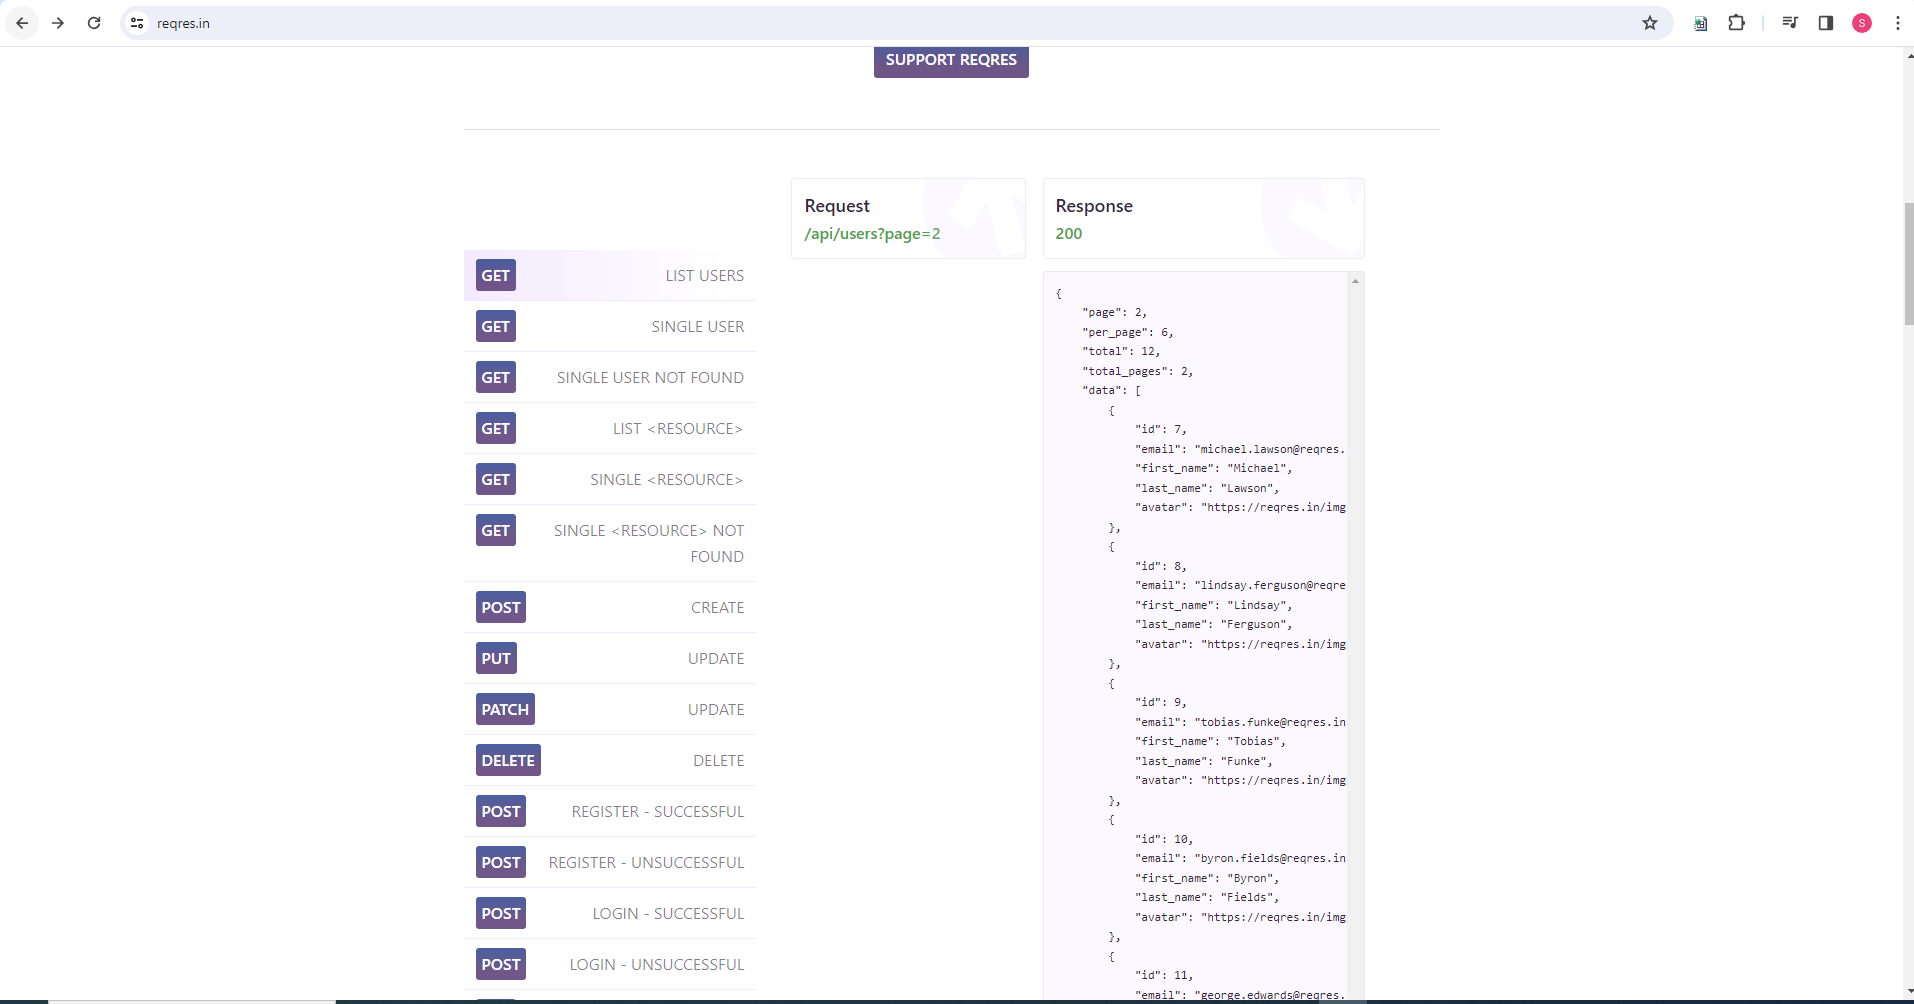 reqres.in
S
SUPPORT REQRES
Request
/api/users?page=2
Response
200
GET LIST USERS
GET SINGLE USER
GET SINGLE USER NOT FOUND
GET LIST <RESOURCE>
GET SINGLE <RESOURCE>
GET SINGLE <RESOURCE> NOT
FOUND
POST CREATE
PUT UPDATE
PATCH UPDATE
DELETE DELETE
POST REGISTER - SUCCESSFUL
POST REGISTER - UNSUCCESSFUL
POST LOGIN - SUCCESSFUL
POST LOGIN - UNSUCCESSFUL
{
"page": 2,
"per_page": 6,
"total": 12,
"total_pages": 2,
"data": [
{
"id": 7,
"email": "michael.lawson@reqres.
"first_name": "Michael",
"last_name": "Lawson",
"avatar": "https://reqres.in/img
},
{
"id": 8,
"email": "lindsay.ferguson@reqre
"first_name": "Lindsay",
"last_name": "Ferguson",
"avatar": "https://reqres.in/img
},
{
"id": 9,
"email": "tobias.funke@reqres.in
"first_name": "Tobias",
"last_name": "Funke",
"avatar": "https://reqres.in/img
},
{
"id": 10,
"email": "byron.fields@reqres.in
"first_name": "Byron",
"last_name": "Fields",
"avatar": "https://reqres.in/img
},
{
"id": 11,
"email": "george.edwards@reqres.